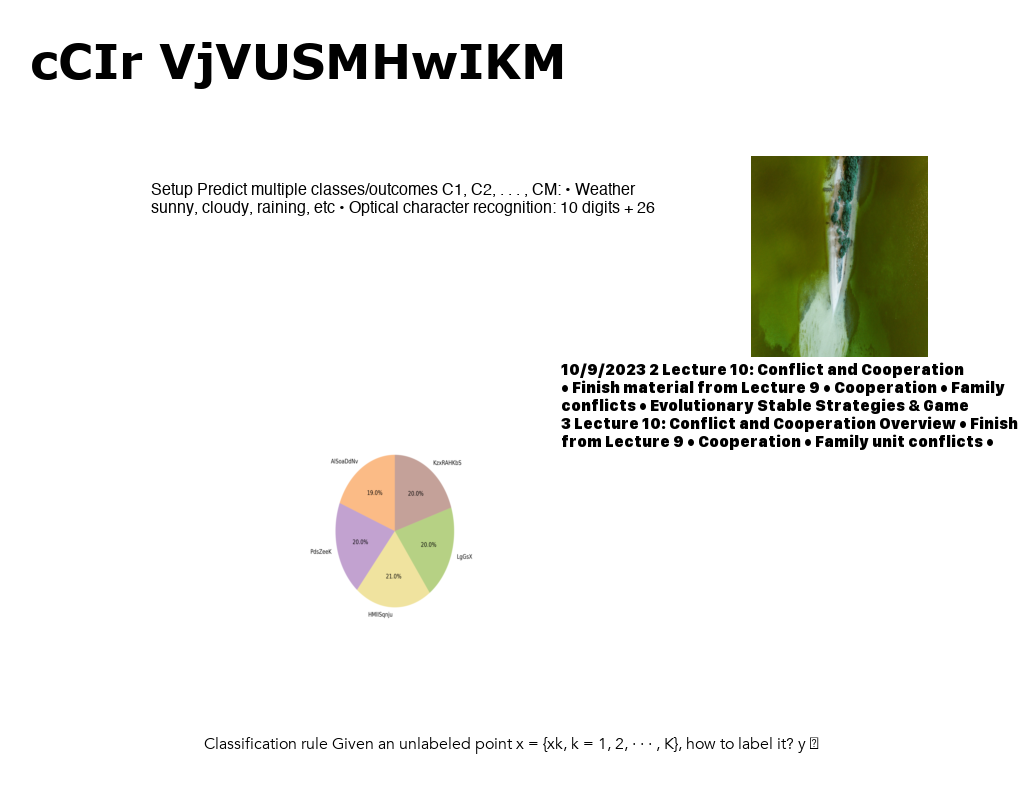 cCIr VjVUSMHwIKM
Setup Predict multiple classes/outcomes C1, C2, . . . , CM: • Weather
sunny, cloudy, raining, etc • Optical character recognition: 10 digits + 26
10/9/2023 2 Lecture 10: Conflict and Cooperation
• Finish material from Lecture 9 • Cooperation • Family
conflicts • Evolutionary Stable Strategies & Game
3 Lecture 10: Conflict and Cooperation Overview • Finish
from Lecture 9 • Cooperation • Family unit conflicts •
KzxRAHKbS
20.0%
19.0%
20.0%
PdsZeeK
20.0%
LgGsX
21.0%
Classification rule Given an unlabeled point x = {xk, k = 1, 2, · · · , K}, how to label it? y